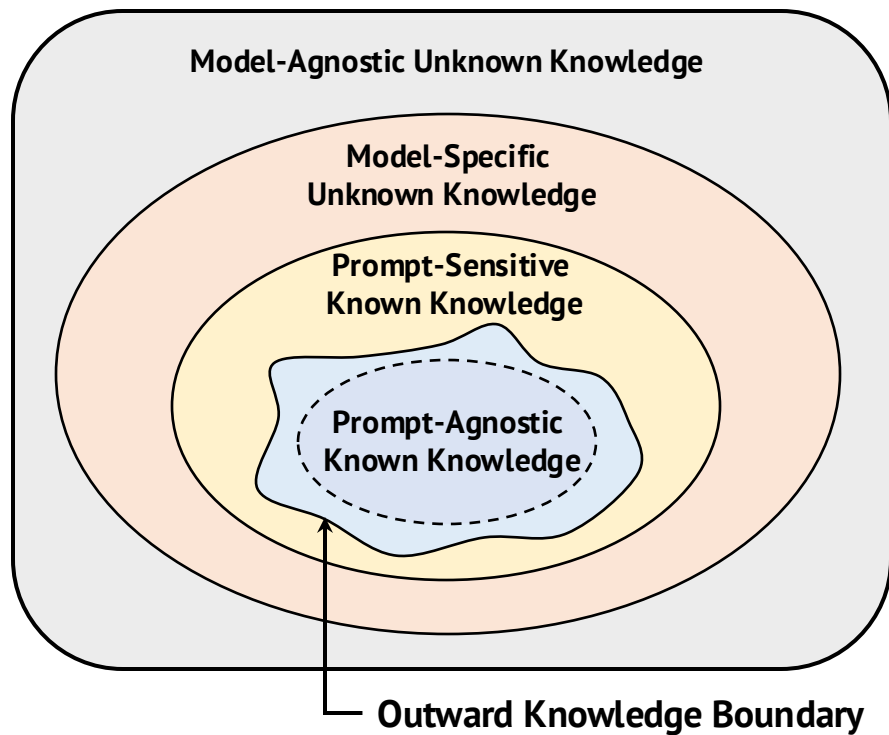 Model-Agnostic Unknown Knowledge
Model-Specific
Unknown Knowledge
Prompt-Sensitive
Known Knowledge
Prompt-Agnostic
Known Knowledge
Outward Knowledge Boundary